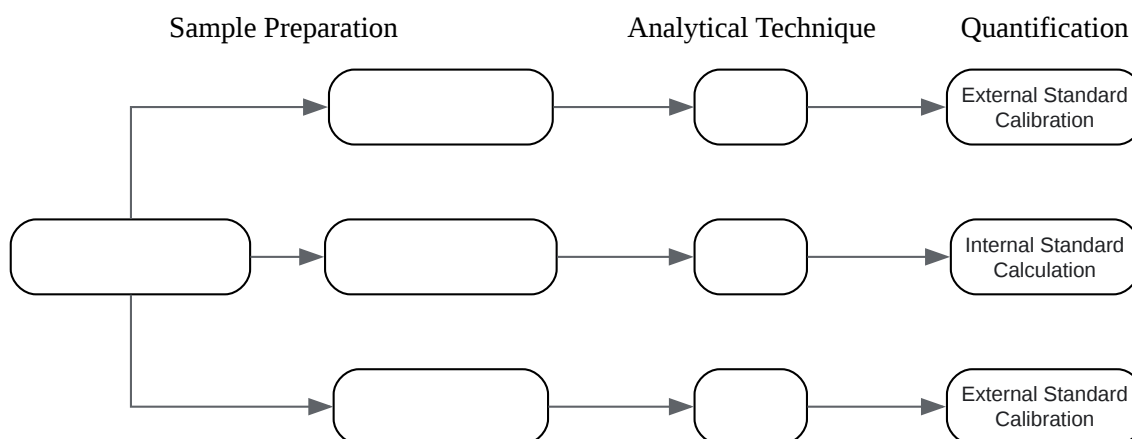 Sample Preparation
Analytical Technique
Quantification
External Standard
Calibration
Internal Standard
Calculation
External Standard
Calibration